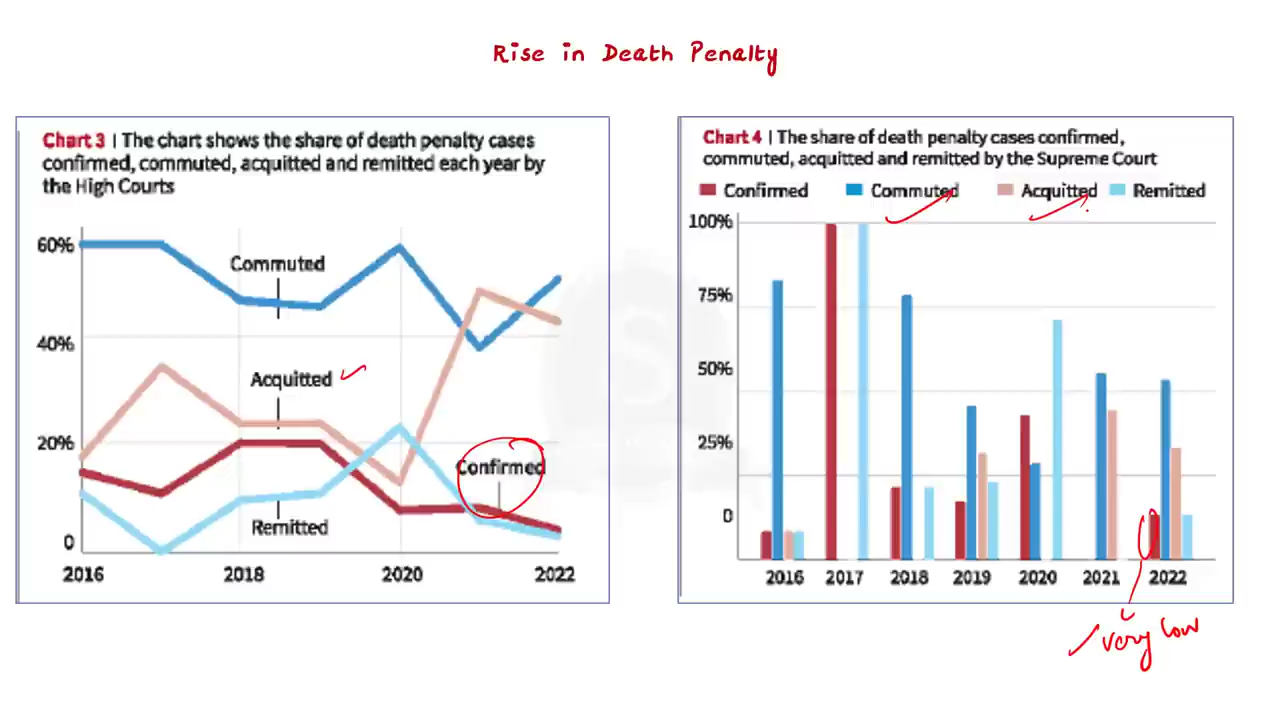 Rise in Death Penalty
Chart 3 | The chart shows the share of death penalty cases
confirmed, commuted, acquitted and remitted each year by
the High Courts
60%
40%
20%
0
Commuted
Acquitted
Confirmed
Remitted
2016 2018 2020 2022
Chart 4 | The share of death penalty cases confirmed,
commuted, acquitted and remitted by the Supreme Court
Confirmed Commuted Acquitted Remitted
100%
75%
50%
25%
0
2016 2017 2018 2019 2020 2021 2022
very low